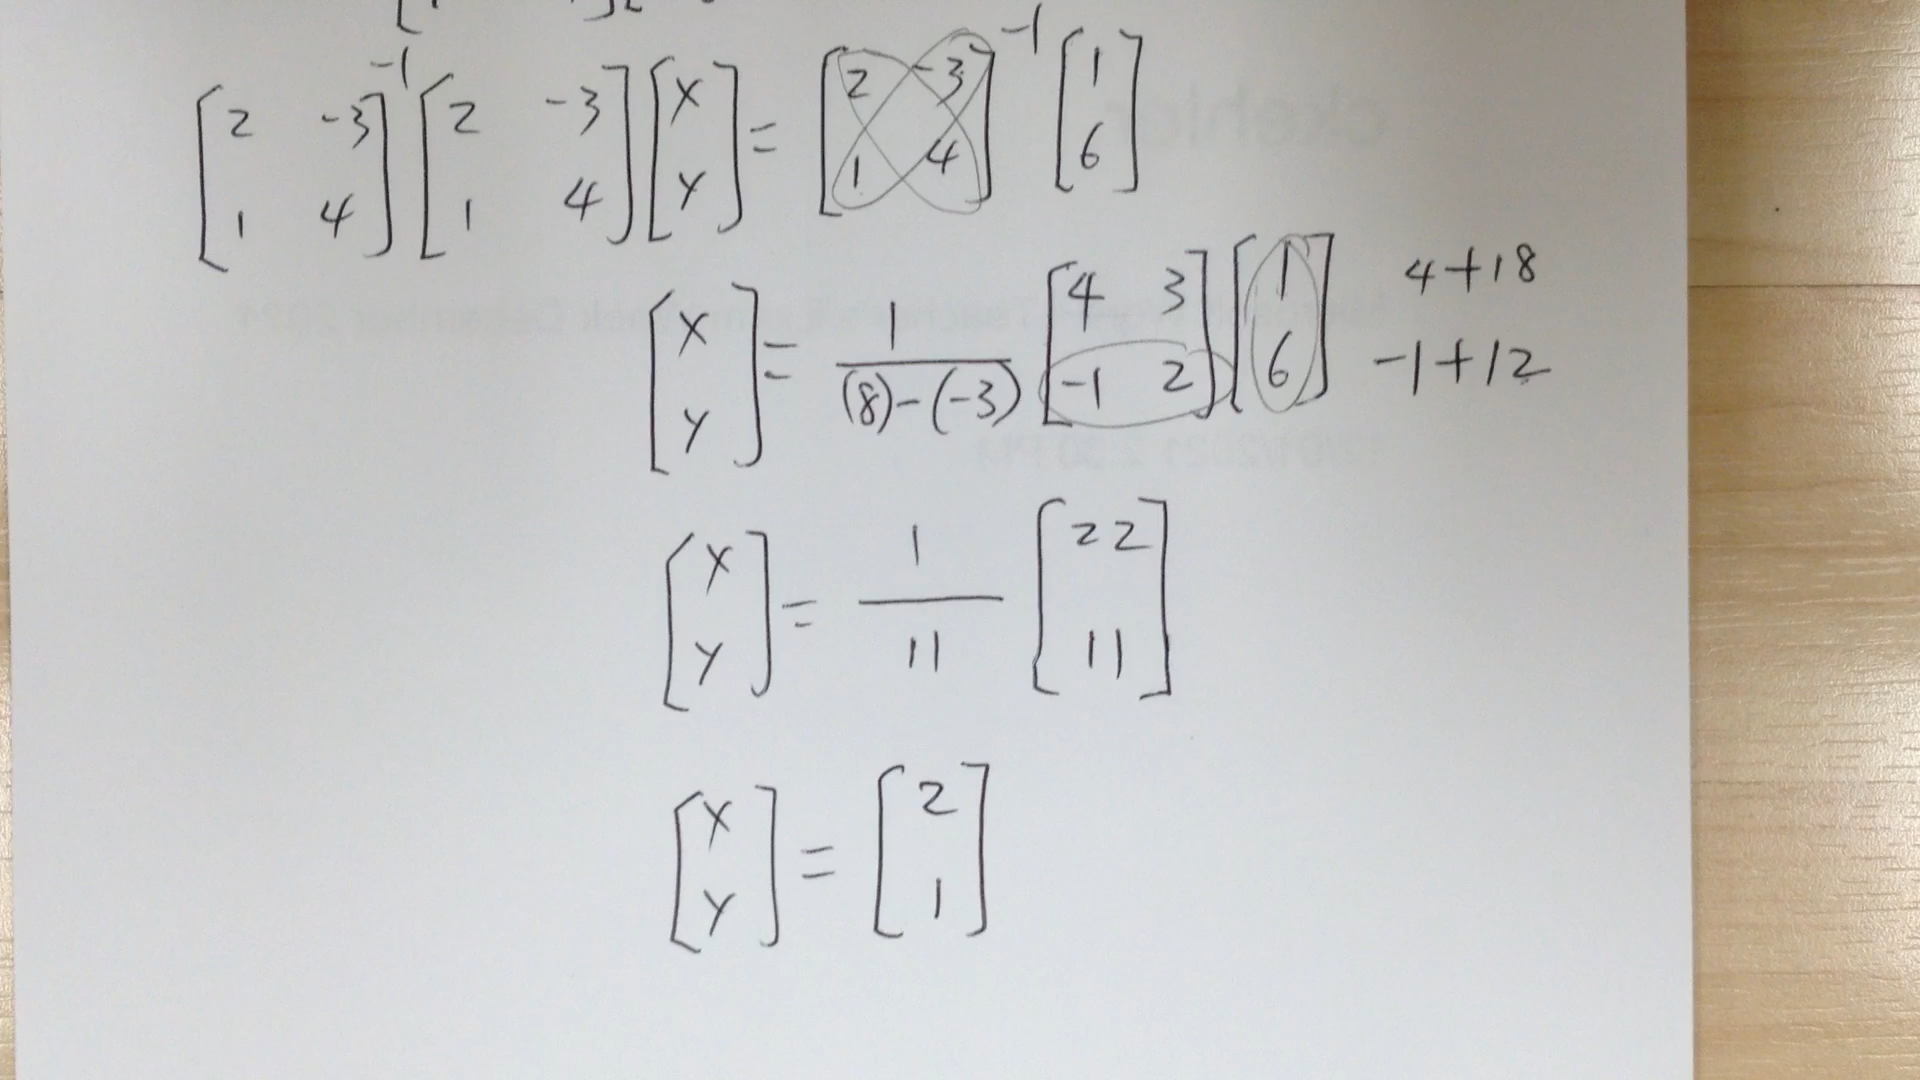 [2 -3; 1 4]^-1 [2 -3; 1 4] [x; y] = [2 -3; 1 4]^-1 [1; 6]
[x; y] = 1/((8)-(-3)) [4 3; -1 2] [1; 6] 4+18
-1+12
[x; y] = 1/11 [22; 11]
[x; y] = [2; 1]